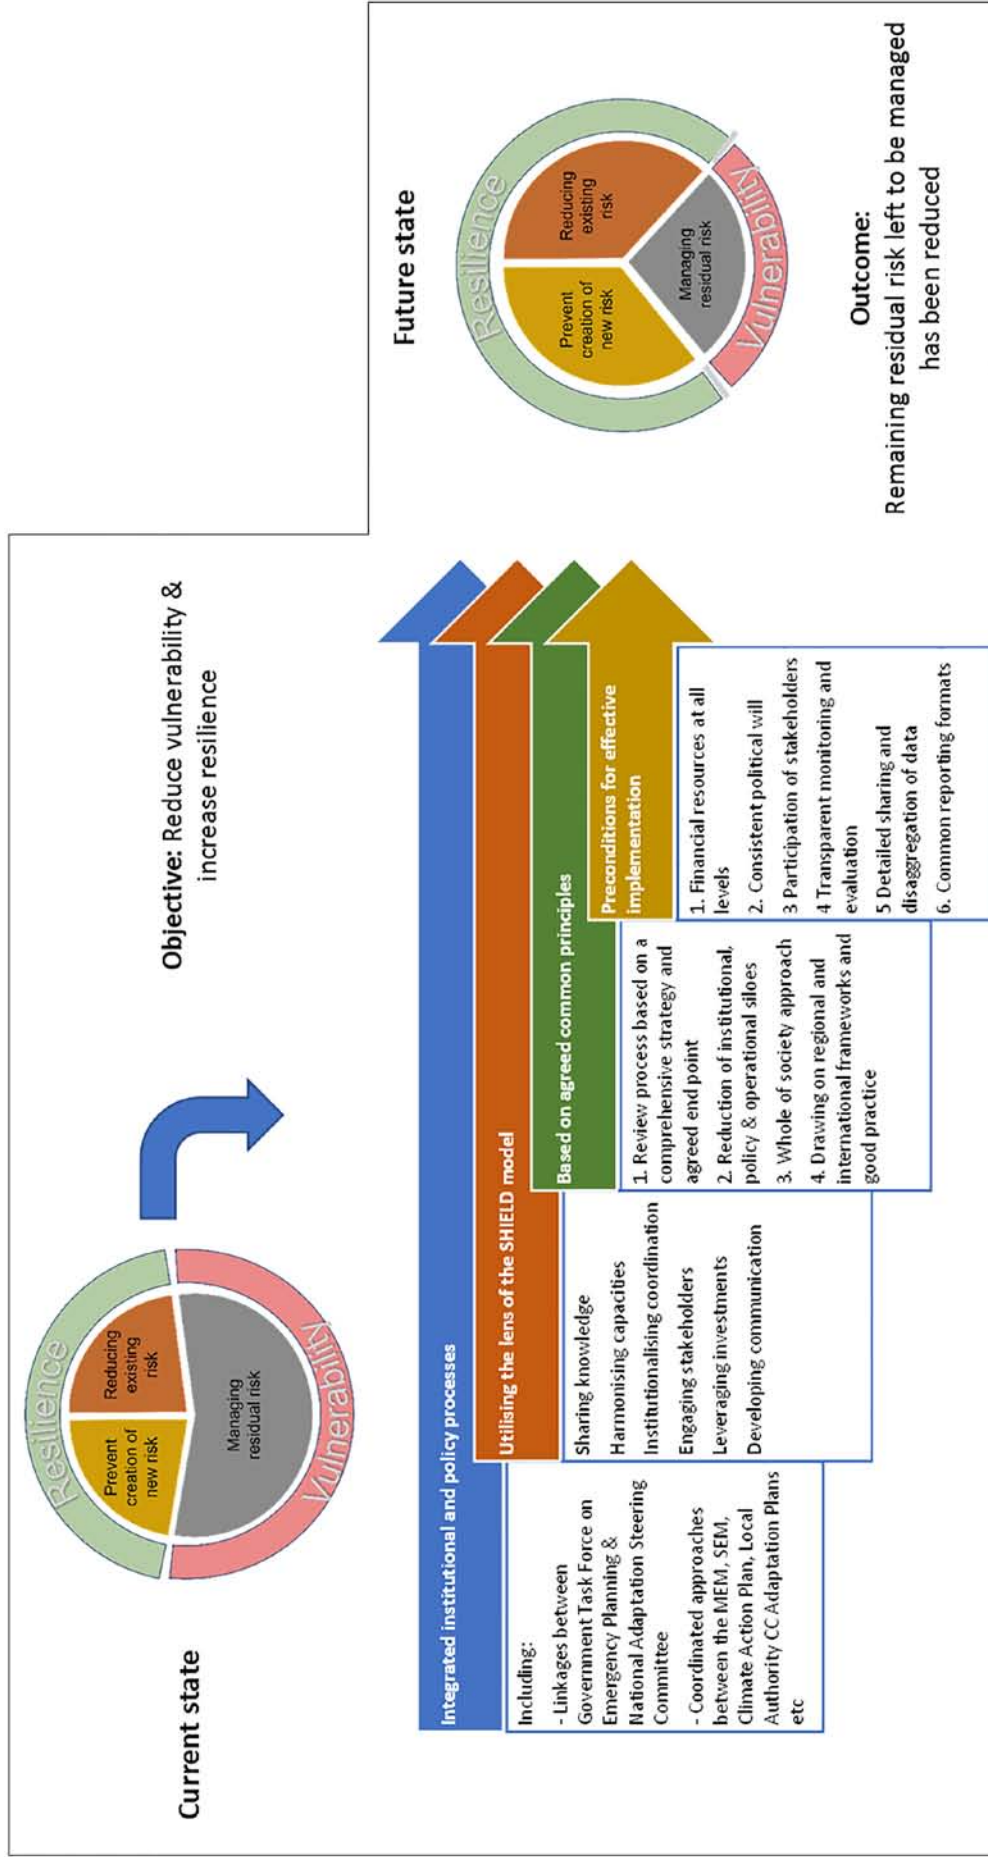 Current state
Resilience
Prevent
creation of
new risk
Reducing
existing
risk
Managing
residual risk
Vulnerability
Objective: Reduce vulnerability &
increase resilience
Integrated institutional and policy processes
Including:
- Linkages between
Government Task Force on
Emergency Planning &
National Adaptation Steering
Committee
- Coordinated approaches
between the MEM, SEM,
Climate Action Plan, Local
Authority CC Adaptation Plans
etc
Utilising the lens of the SHIELD model
Sharing knowledge
Harmonising capacities
Institutionalising coordination
Engaging stakeholders
Leveraging investments
Developing communication
Based on agreed common principles
1. Review process based on a
comprehensive strategy and
agreed end point
2. Reduction of institutional,
policy & operational siloes
3. Whole of society approach
4. Drawing on regional and
international frameworks and
good practice
Preconditions for effective
implementation
1. Financial resources at all
levels
2. Consistent political will
3 Participation of stakeholders
4 Transparent monitoring and
evaluation
5 Detailed sharing and
disaggregation of data
6. Common reporting formats
Future state
Resilience
Prevent
creation of
new risk
Reducing
existing
risk
Managing
residual risk
Vulnerability
Outcome:
Remaining residual risk left to be managed
has been reduced